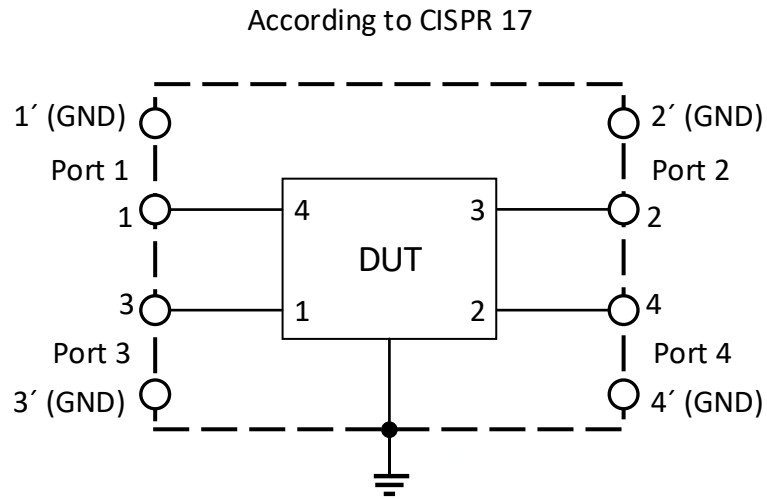 According to CISPR 17
1´ (GND)
2´ (GND)
Port 1
Port 2
1
4
3
2
DUT
3
1
2
4
Port 3
Port 4
3´ (GND)
4´ (GND)